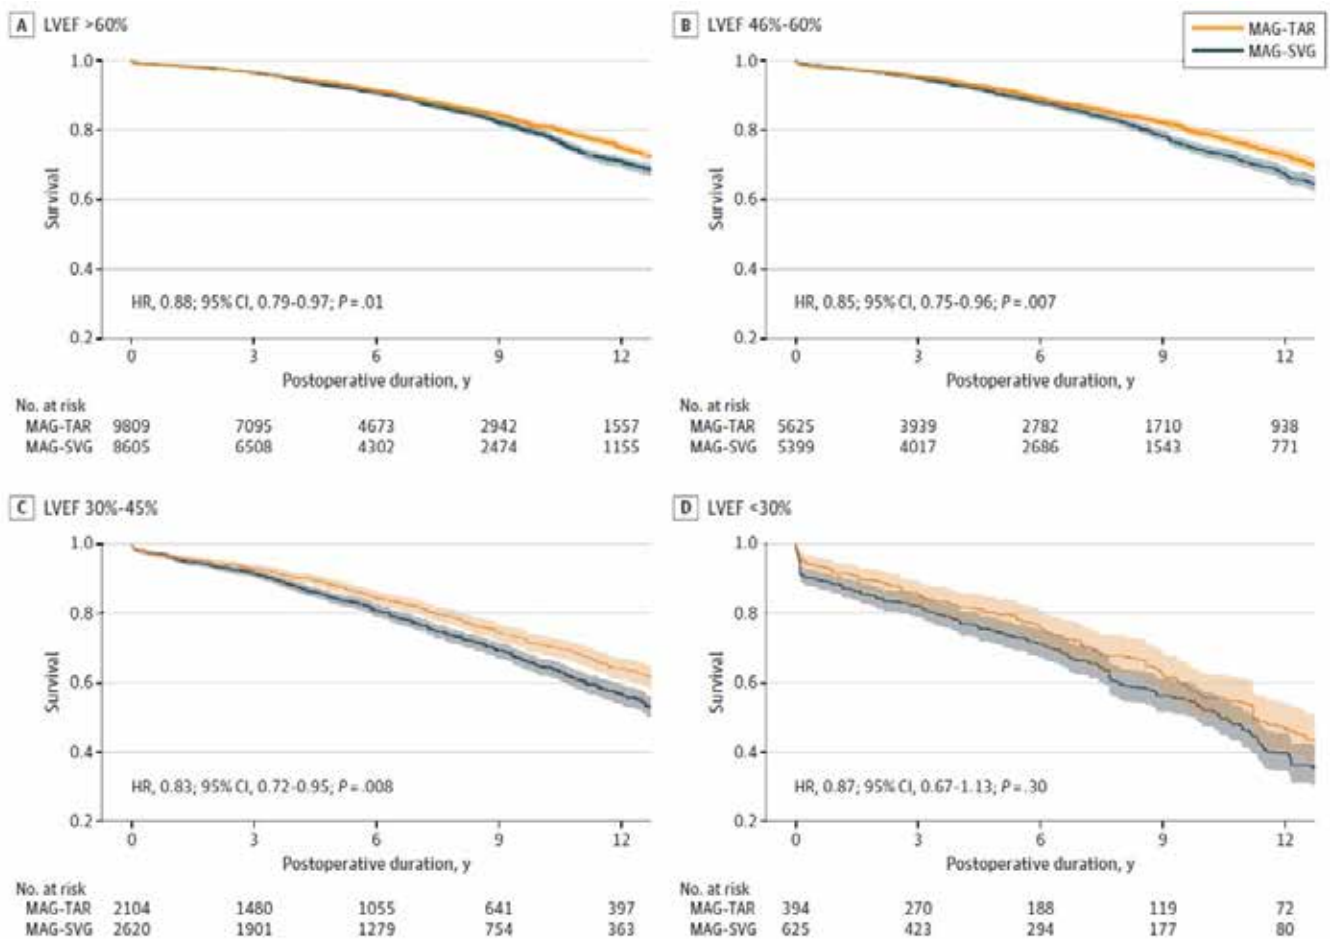 A LVEF >60%
1.0
0.8
0.6
0.4
0.2
Survival
HR, 0.88; 95% CI, 0.79-0.97; P = .01
0 3 6 9 12
Postoperative duration, y
No. at risk
MAG-TAR 9809 7095 4673 2942 1557
MAG-SVG 8605 6508 4302 2474 1155
B LVEF 46%-60%
MAG-TAR
MAG-SVG
1.0
0.8
0.6
0.4
0.2
Survival
HR, 0.85; 95% CI, 0.75-0.96; P = .007
0 3 6 9 12
Postoperative duration, y
No. at risk
MAG-TAR 5625 3939 2782 1710 938
MAG-SVG 5399 4017 2686 1543 771
C LVEF 30%-45%
1.0
0.8
0.6
0.4
0.2
Survival
HR, 0.83; 95% CI, 0.72-0.95; P = .008
0 3 6 9 12
Postoperative duration, y
No. at risk
MAG-TAR 2104 1480 1055 641 397
MAG-SVG 2620 1901 1279 754 363
D LVEF <30%
1.0
0.8
0.6
0.4
0.2
Survival
HR, 0.87; 95% CI, 0.67-1.13; P = .30
0 3 6 9 12
Postoperative duration, y
No. at risk
MAG-TAR 394 270 188 119 72
MAG-SVG 625 423 294 177 80